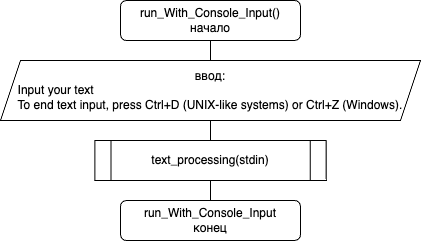 run_With_Console_Input()
начало
ввод:
Input your text
To end text input, press Ctrl+D (UNIX-like systems) or Ctrl+Z (Windows).
text_processing(stdin)
run_With_Console_Input
конец